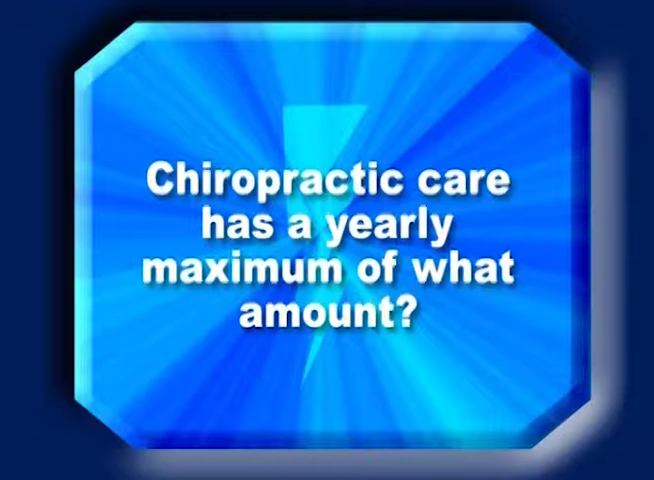 Chiropractic care
has a yearly
maximum of what
amount?